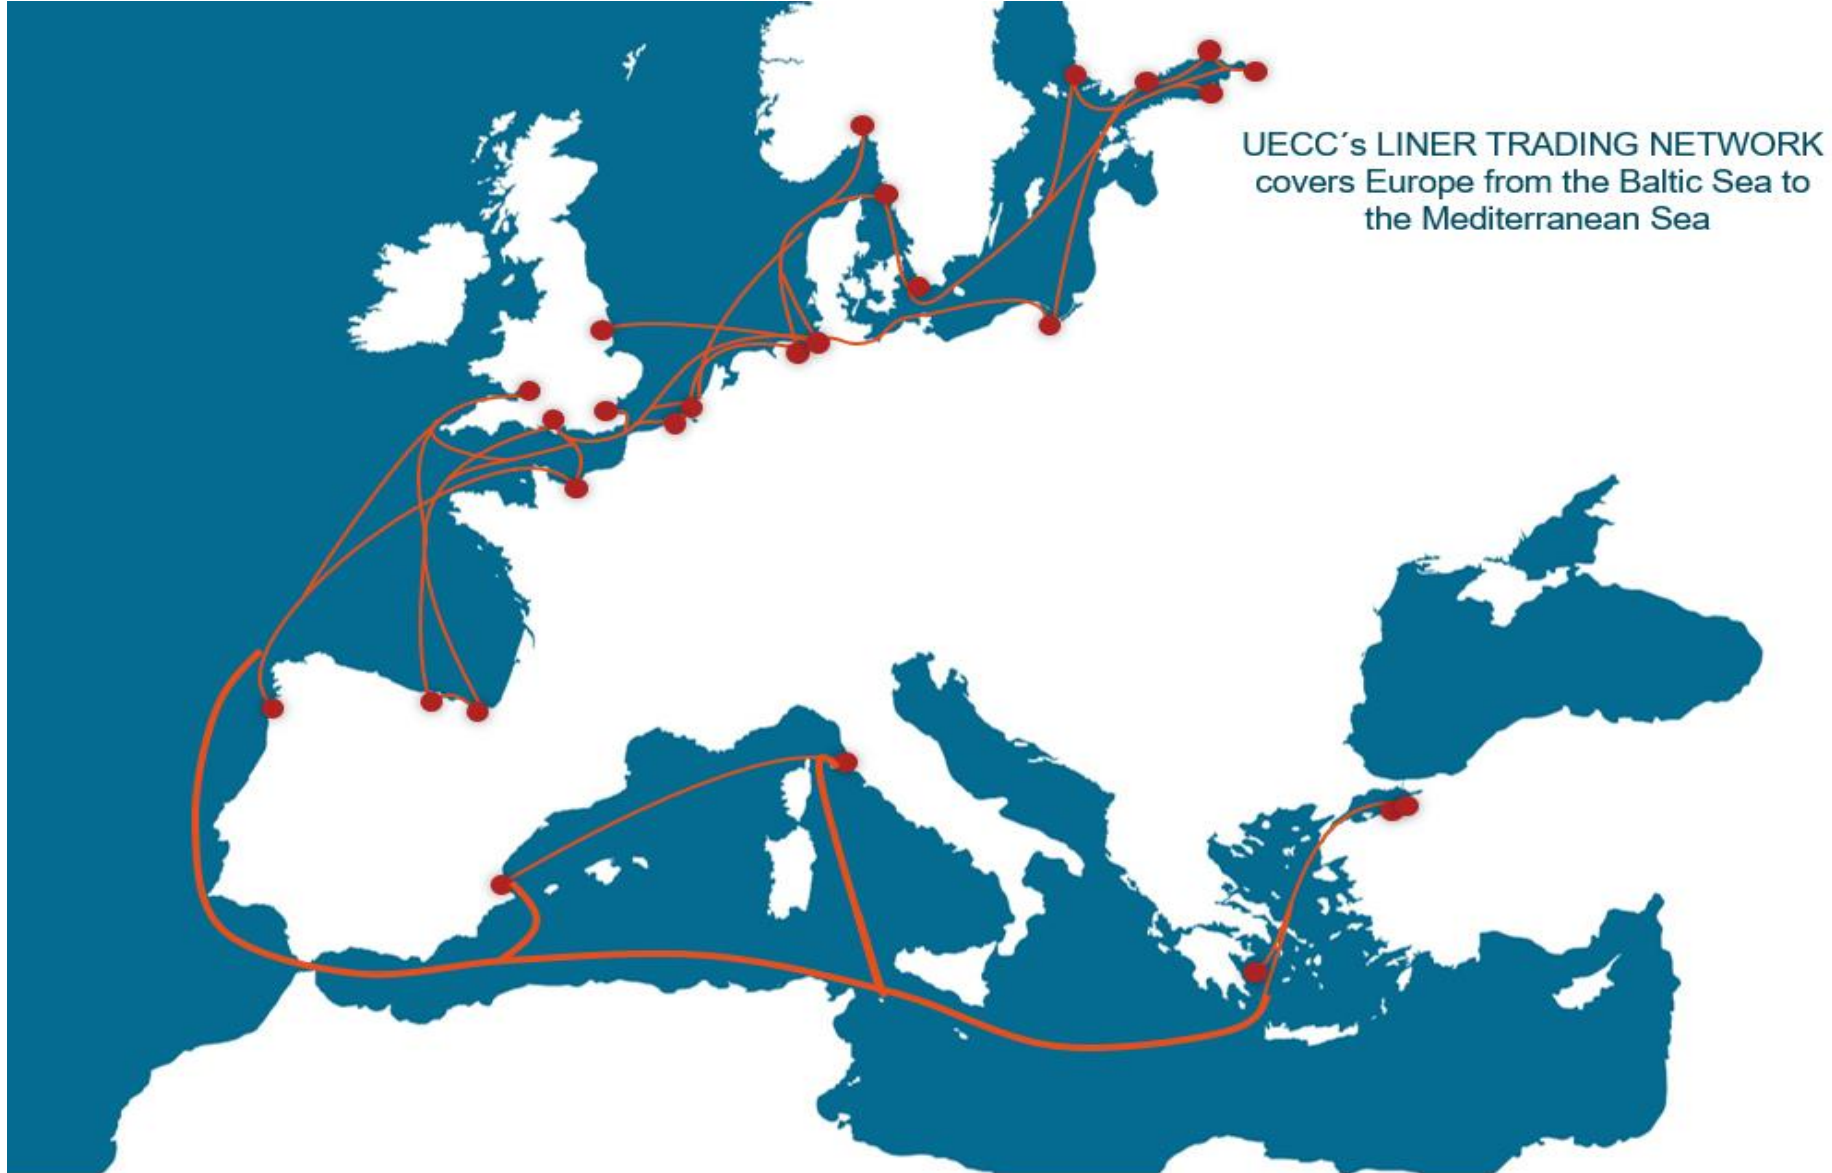 UECC´s LINER TRADING NETWORK
covers Europe from the Baltic Sea to
the Mediterranean Sea